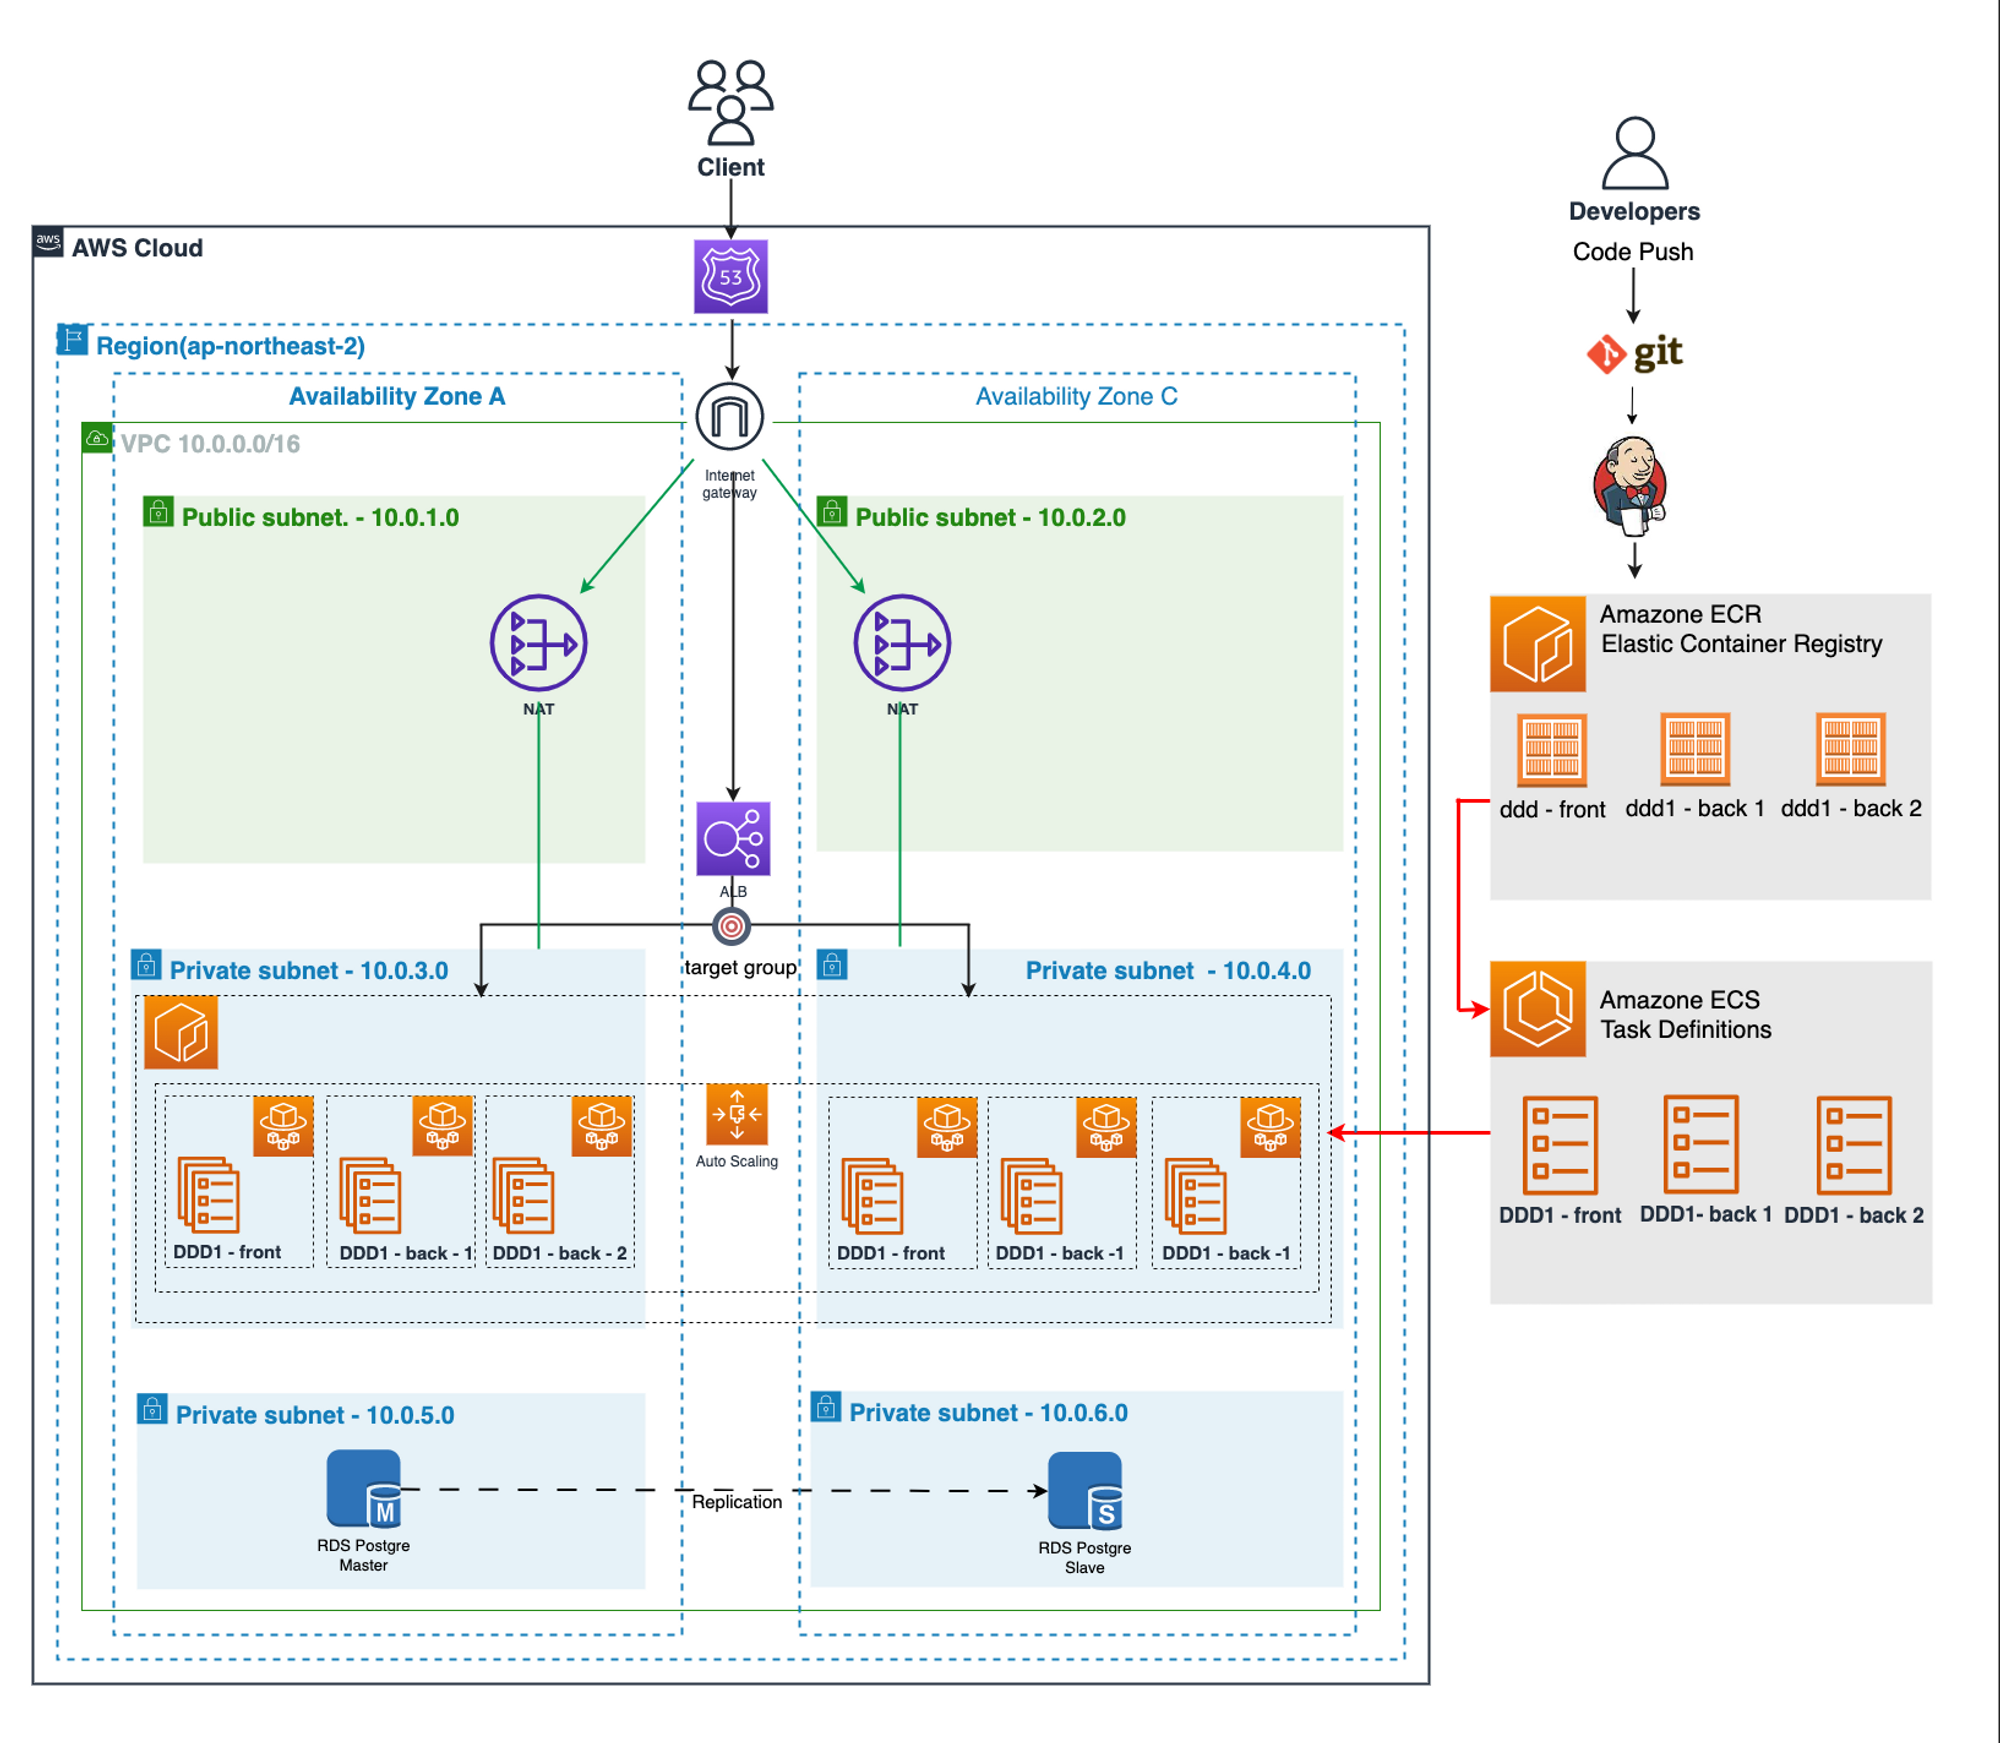 Client
aws
AWS Cloud
53
Region(ap-northeast-2)
Availability Zone A
Availability Zone C
VPC 10.0.0.0/16
Internet
gateway
Public subnet. - 10.0.1.0
Public subnet - 10.0.2.0
NAT
NAT
ALB
target group
Private subnet - 10.0.3.0
Private subnet  - 10.0.4.0
Auto Scaling
DDD1 - front
DDD1 - back - 1
DDD1 - back - 2
DDD1 - front
DDD1 - back -1
DDD1 - back -1
Private subnet - 10.0.5.0
Private subnet - 10.0.6.0
M
RDS Postgre
Master
Replication
S
RDS Postgre
Slave
Developers
Code Push
git
Amazone ECR
Elastic Container Registry
ddd - front
ddd1 - back 1
ddd1 - back 2
Amazone ECS
Task Definitions
DDD1 - front
DDD1- back 1
DDD1 - back 2